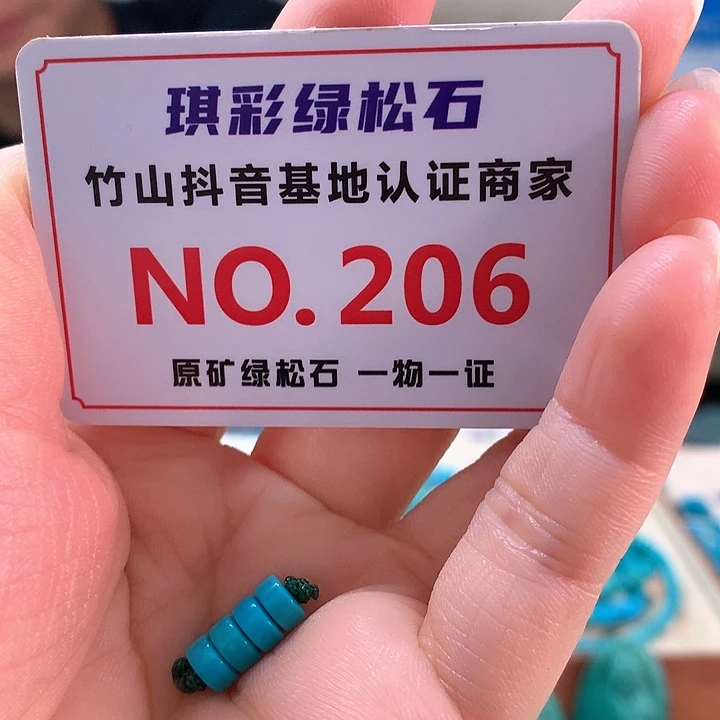 琪彩绿松石
竹山抖音基地认证商家
NO.206
原矿绿松石 一物一证